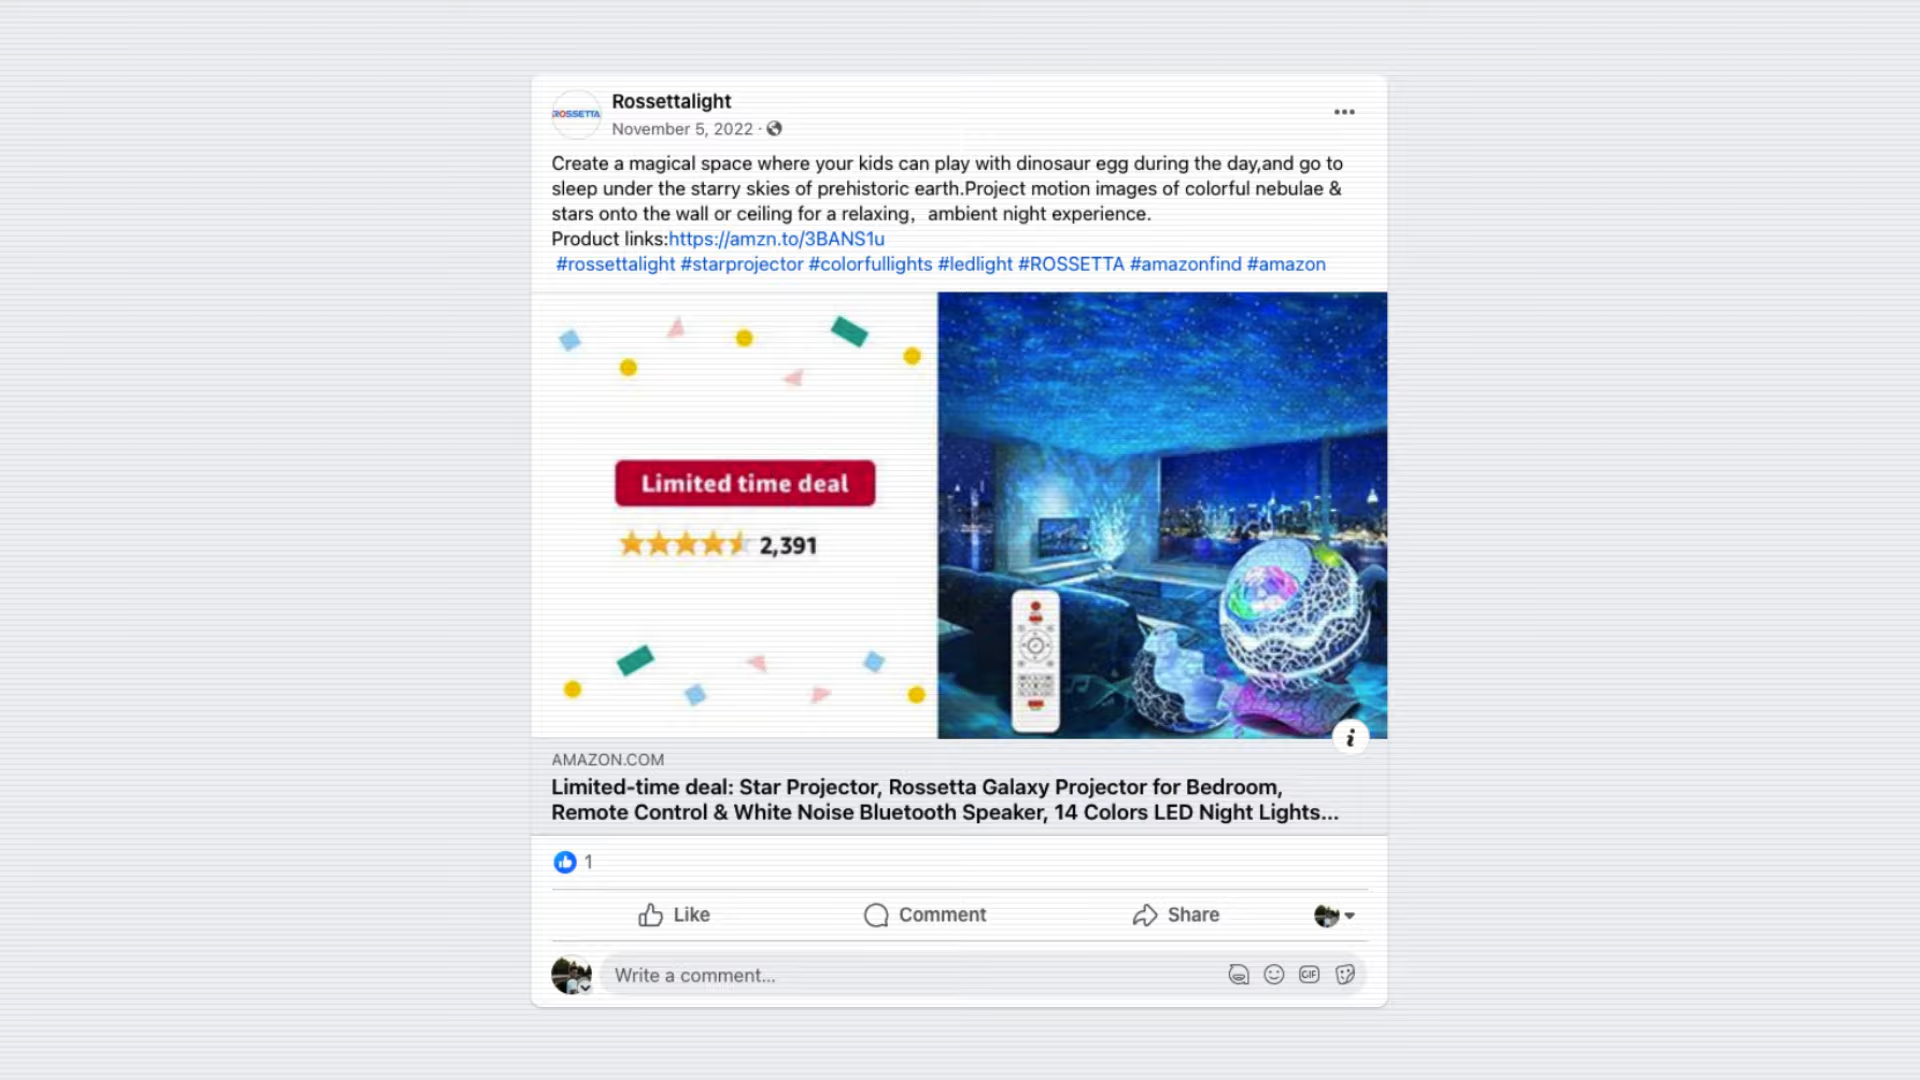 ROSSETTA
Rossettalight
November 5, 2022 ·
Create a magical space where your kids can play with dinosaur egg during the day,and go to
sleep under the starry skies of prehistoric earth.Project motion images of colorful nebulae &
stars onto the wall or ceiling for a relaxing，ambient night experience.
Product links:https://amzn.to/3BANS1u
#rossettalight #starprojector #colorfullights #ledlight #ROSSETTA #amazonfind #amazon
Limited time deal
2,391
AMAZON.COM
Limited-time deal: Star Projector, Rossetta Galaxy Projector for Bedroom,
Remote Control & White Noise Bluetooth Speaker, 14 Colors LED Night Lights...
1
Like Comment Share
Write a comment...
GIF